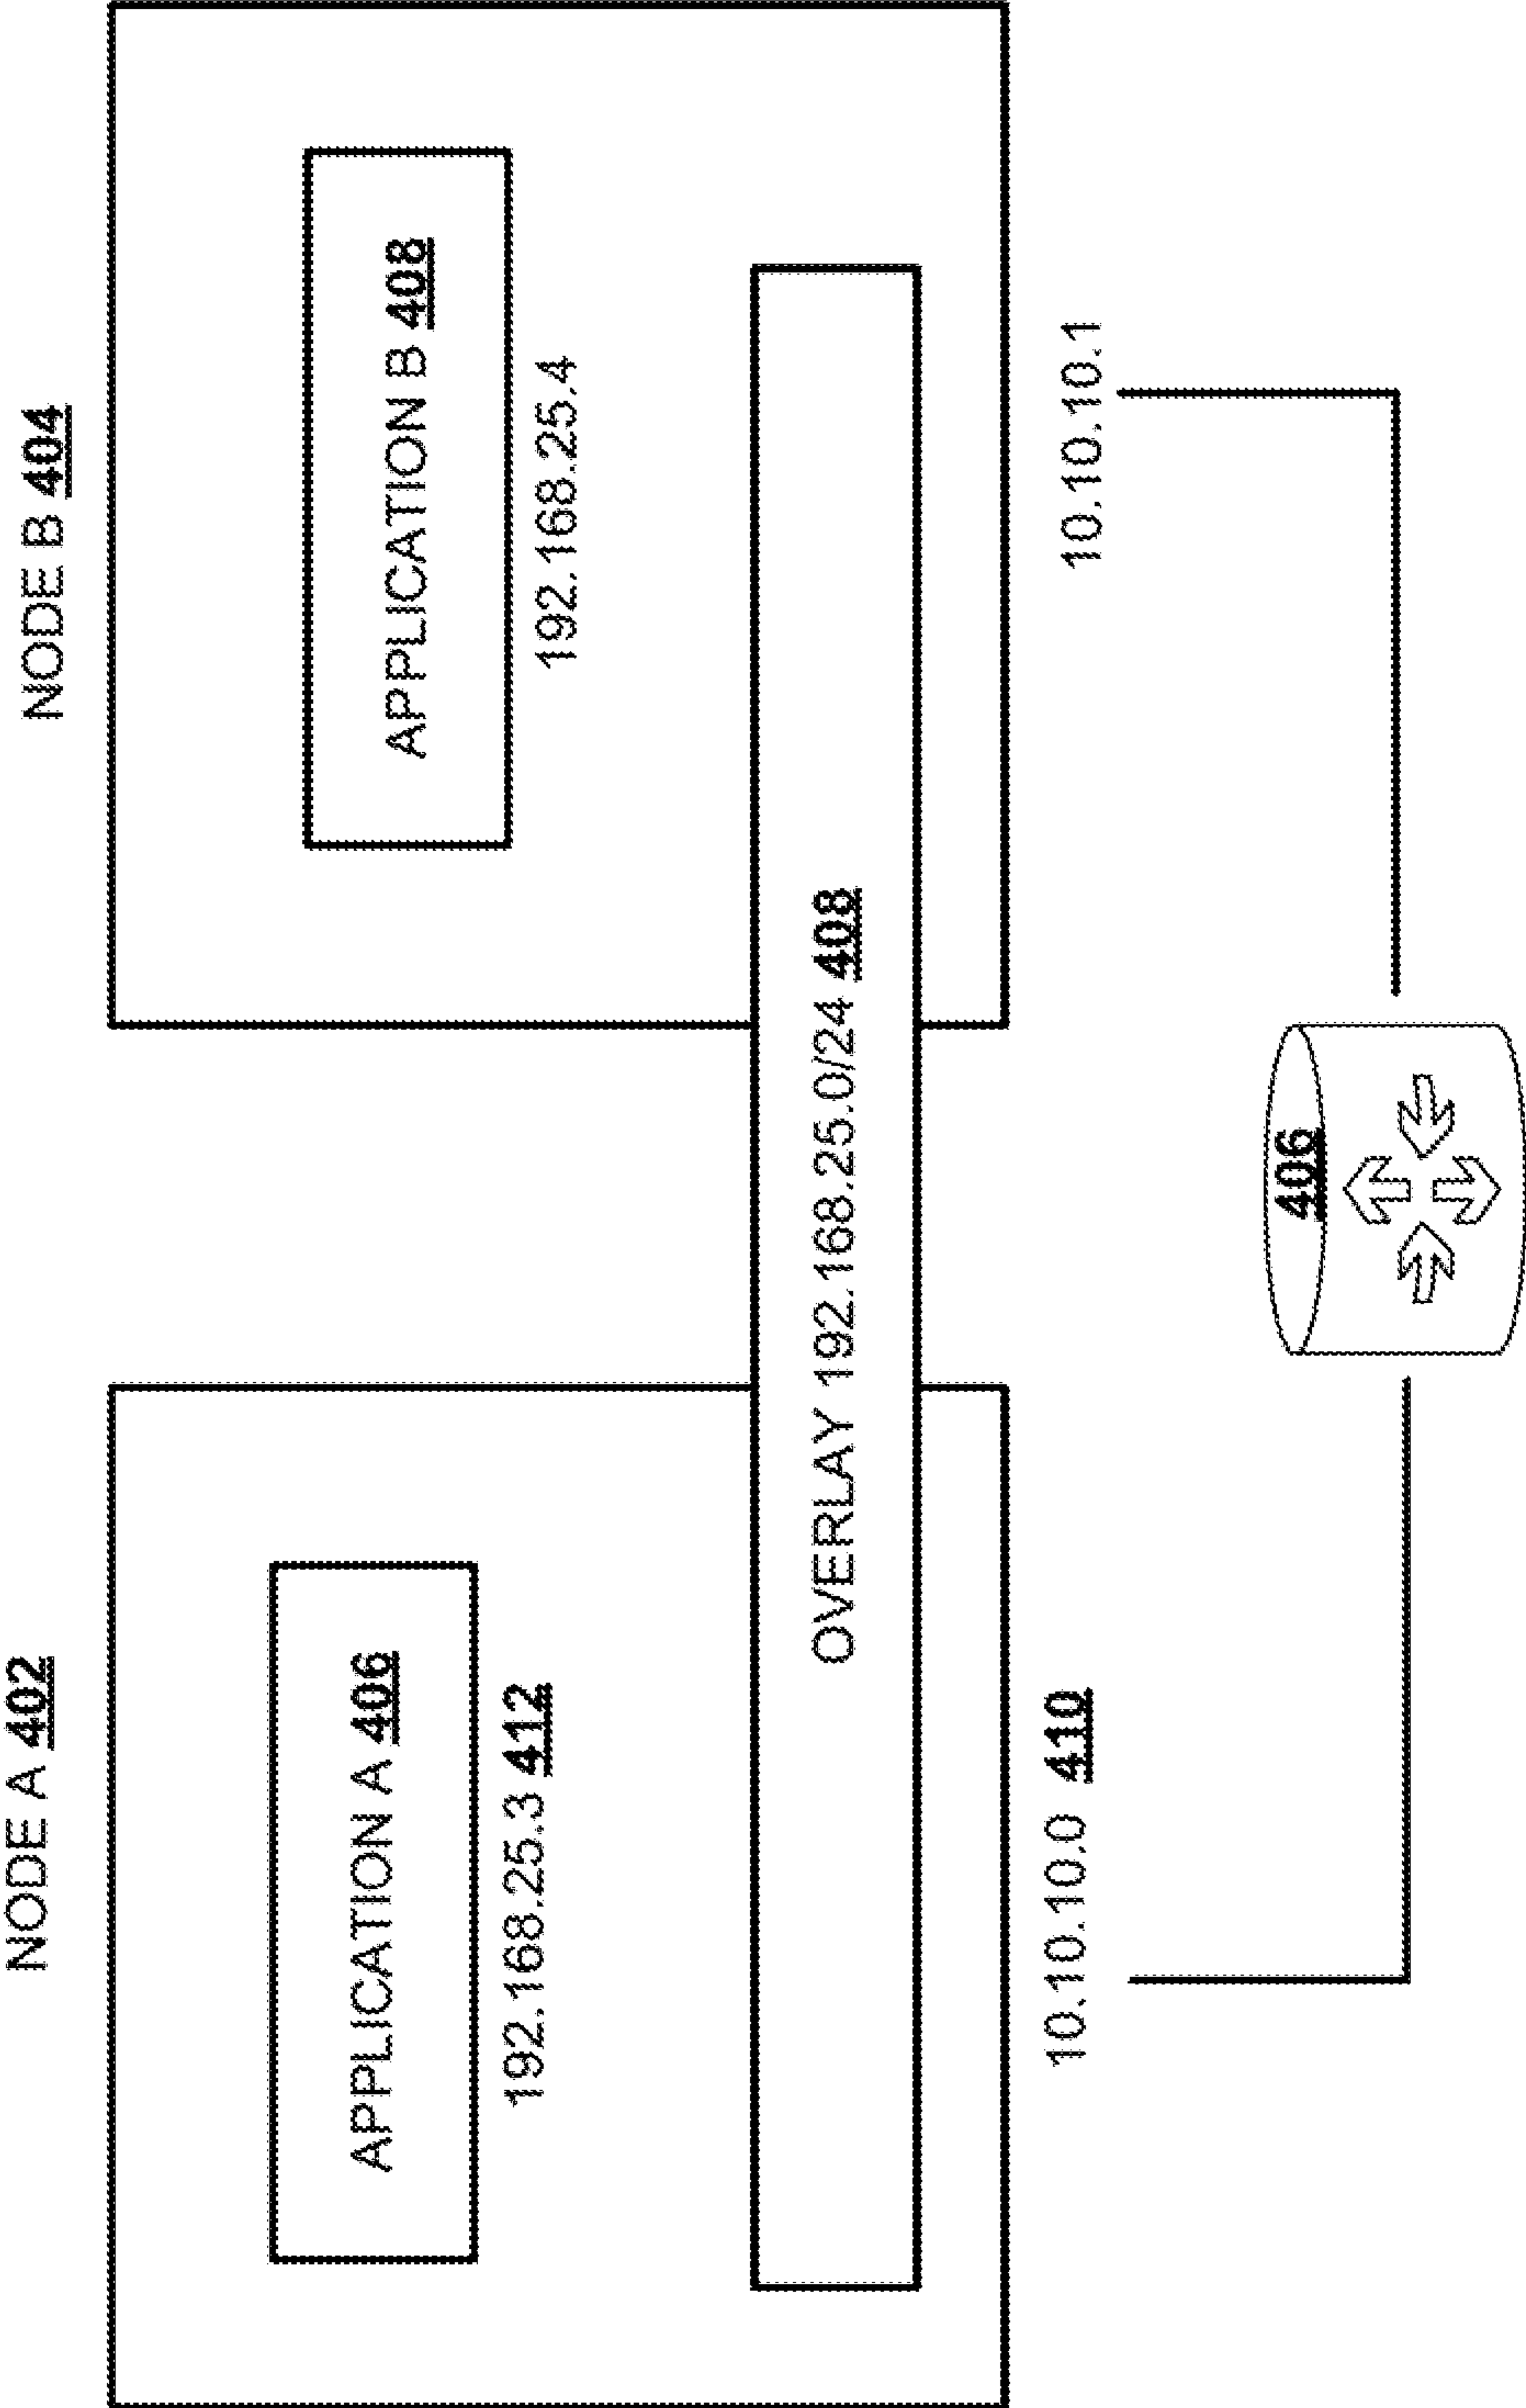 NODE A 402
NODE B 404
APPLICATION A 406
192.168.25.3 412
APPLICATION B 408
192.168.25.4
OVERLAY 192.168.25.0/24 408
10.10.10.0 410
10.10.10.1
406